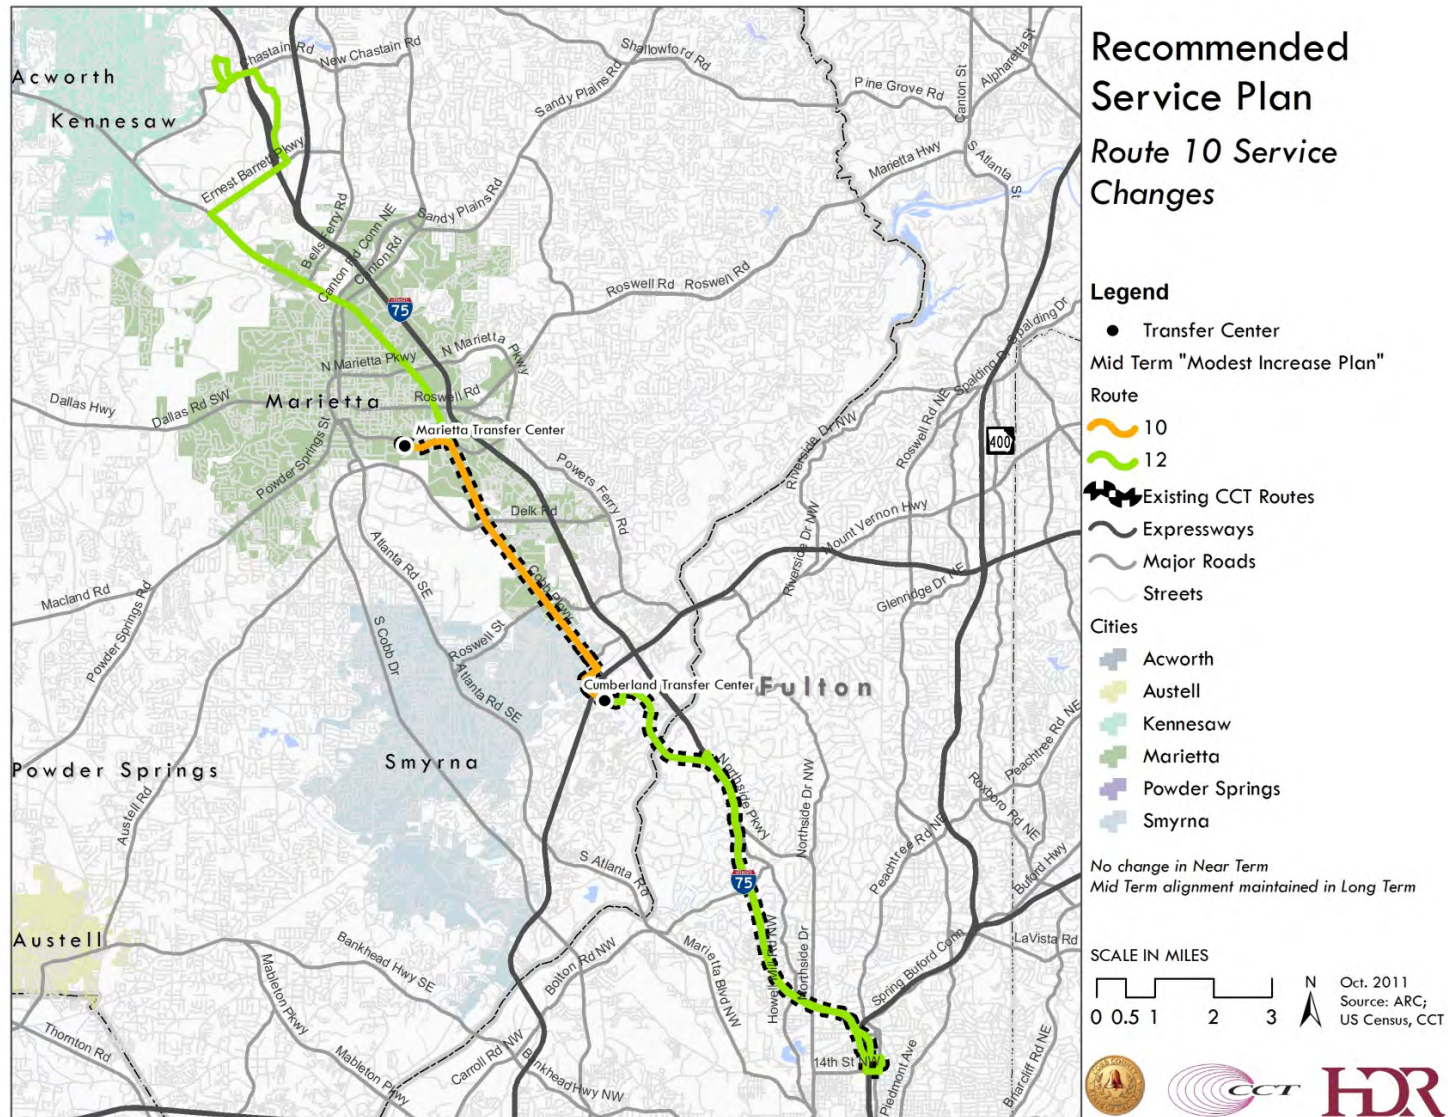 Recommended
Service Plan
Route 10 Service
Changes
Legend
Transfer Center
Mid Term "Modest Increase Plan"
Route
10
12
Existing CCT Routes
Expressways
Major Roads
Streets
Cities
Acworth
Austell
Kennesaw
Marietta
Powder Springs
Smyrna
No change in Near Term
Mid Term alignment maintained in Long Term
SCALE IN MILES
0 0.5 1 2 3
N
Oct. 2011
Source: ARC;
US Census, CCT
CCT
HDR
Acworth
Kennesaw
Chastain Rd
New Chastain Rd
Shallowford Rd
Sandy Plains Rd
Pine Grove Rd
Canton St
Alpharetta St
Marietta Hwy
S Atlanta
St
Ernest Barrett Pkwy
Bells Ferry Rd
Canton Rd Conn NE
Canton Rd
Sandy Plains Rd
Roswell Rd
Roswell Rd
75
N Marietta Pkwy
N Marietta Pkwy
Roswell Rd
Dallas Hwy
Dallas Rd SW
Marietta
Marietta Transfer Center
Powder Springs St
Powers Ferry Rd
Delk Rd
Spalding Dr
Spalding Dr
Roswell Rd NE
Riverside Dr NW
400
Mount Vernon Hwy
Riverside Dr NW
Glenridge Dr NE
Macland Rd
Powder Springs Rd
Atlanta Rd SE
S Cobb Dr
Cobb Pkwy
Roswell St
Atlanta Rd SE
Cumberland Transfer Center
Fulton
Smyrna
Powder Springs
Austell Rd
Northside Pkwy
Northside Dr NW
Peachtree Rd NE
Roxboro Rd NE
Peachtree Rd NE
Buford Hwy
S Atlanta Rd
75
Austell
Bankhead Hwy SE
Bolton Rd NW
Marietta Blvd NW
Howell Mill Rd NW
Northside Dr
Spring Buford Conn
LaVista Rd
Mableton Pkwy
Thornton Rd
Mableton Pkwy
Carroll Rd NW
Bankhead Hwy NW
14th St NW
Piedmont Ave
Briarcliff Rd NE